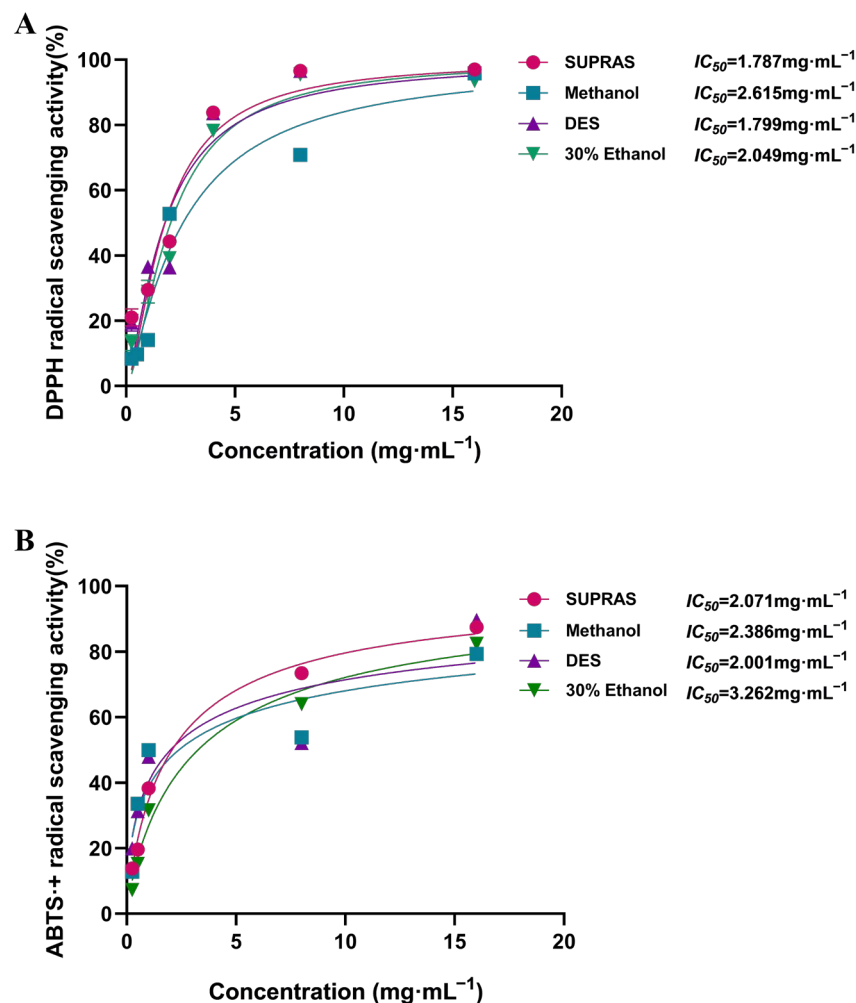 A
DPPH radical scavenging activity(%)
100
80
60
40
20
0
0 5 10 15 20
Concentration (mg·mL⁻¹)
SUPRAS IC₅₀=1.787mg·mL⁻¹
Methanol IC₅₀=2.615mg·mL⁻¹
DES IC₅₀=1.799mg·mL⁻¹
30% Ethanol IC₅₀=2.049mg·mL⁻¹
B
ABTS·+ radical scavenging activity(%)
100
80
60
40
20
0
0 5 10 15 20
Concentration (mg·mL⁻¹)
SUPRAS IC₅₀=2.071mg·mL⁻¹
Methanol IC₅₀=2.386mg·mL⁻¹
DES IC₅₀=2.001mg·mL⁻¹
30% Ethanol IC₅₀=3.262mg·mL⁻¹